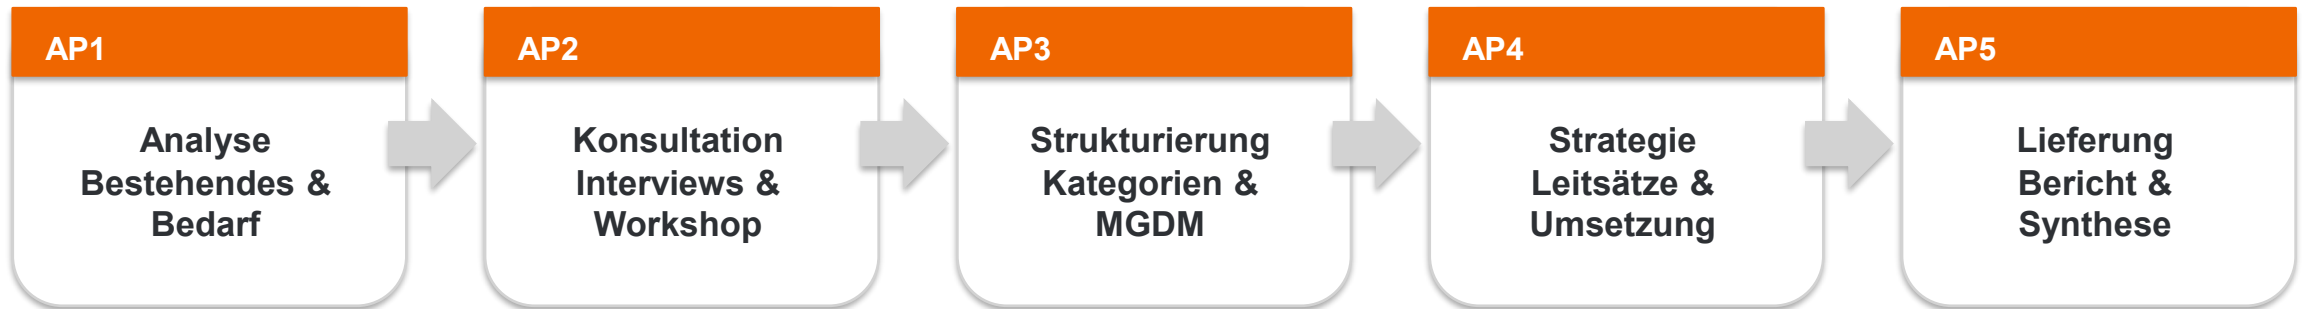 AP1
Analyse
Bestehendes &
Bedarf
AP2
Konsultation
Interviews &
Workshop
AP3
Strukturierung
Kategorien &
MGDM
AP4
Strategie
Leitsätze &
Umsetzung
AP5
Lieferung
Bericht &
Synthese